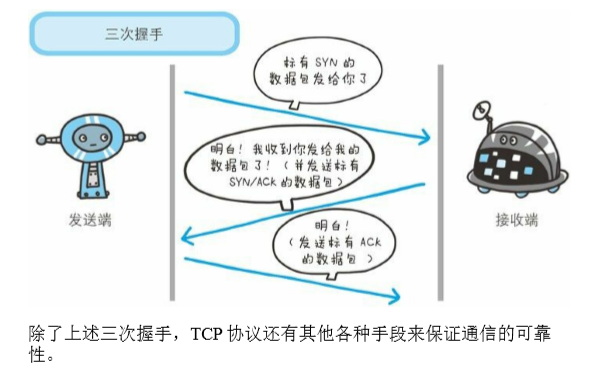 三次握手
标有 SYN 的
数据包发给你了
明白！我收到你发给我的
数据包了！（并发送标有
SYN/ACK 的数据包）
发送端
接收端
明白！
（发送标有 ACK
的数据包）
除了上述三次握手，TCP 协议还有其他各种手段来保证通信的可靠
性。